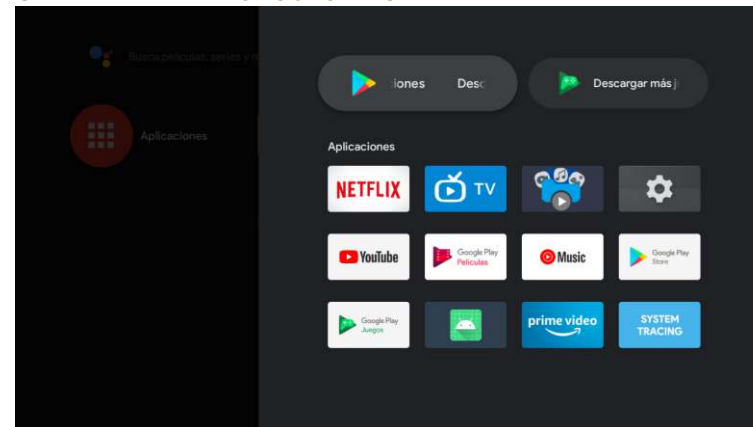 Busca películas, series y m
iones Desc
Descargar más j
Aplicaciones
Aplicaciones
NETFLIX
TV
YouTube
Google Play
Películas
Music
Google Play
Store
Google Play
Juegos
prime video
SYSTEM
TRACING